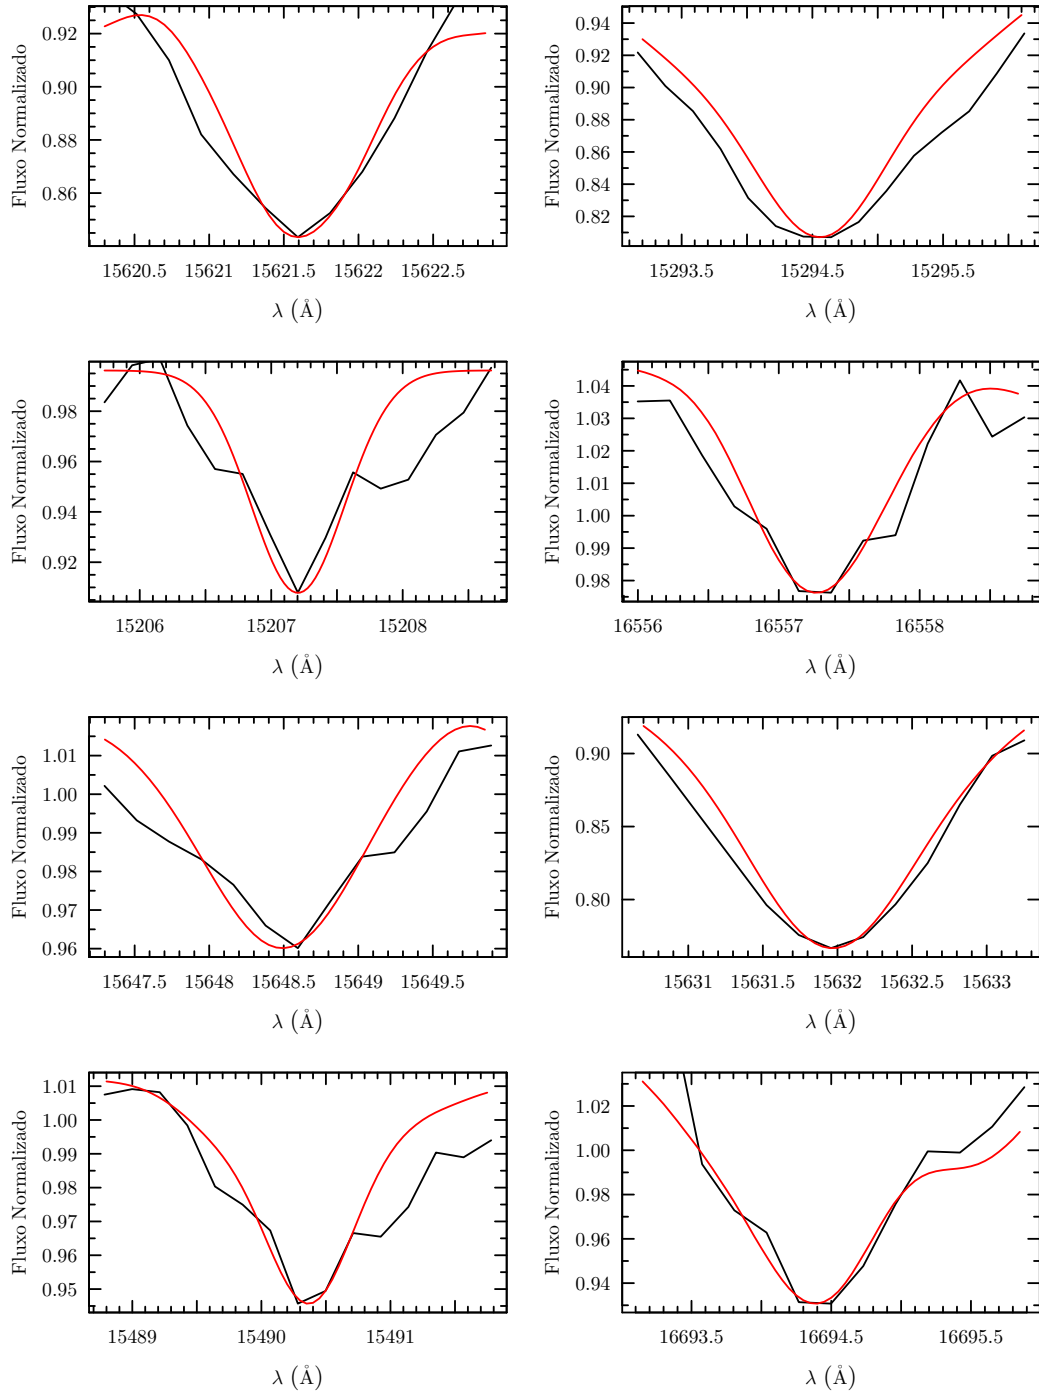 Fluxo Normalizado
0.92
0.90
0.88
0.86
15620.5 15621 15621.5 15622 15622.5
λ (Å)
Fluxo Normalizado
0.94
0.92
0.90
0.88
0.86
0.84
0.82
15293.5 15294.5 15295.5
λ (Å)
Fluxo Normalizado
0.98
0.96
0.94
0.92
15206 15207 15208
λ (Å)
Fluxo Normalizado
1.04
1.03
1.02
1.01
1.00
0.99
0.98
16556 16557 16558
λ (Å)
Fluxo Normalizado
1.01
1.00
0.99
0.98
0.97
0.96
15647.5 15648 15648.5 15649 15649.5
λ (Å)
Fluxo Normalizado
0.90
0.85
0.80
15631 15631.5 15632 15632.5 15633
λ (Å)
Fluxo Normalizado
1.01
1.00
0.99
0.98
0.97
0.96
0.95
15489 15490 15491
λ (Å)
Fluxo Normalizado
1.02
1.00
0.98
0.96
0.94
16693.5 16694.5 16695.5
λ (Å)